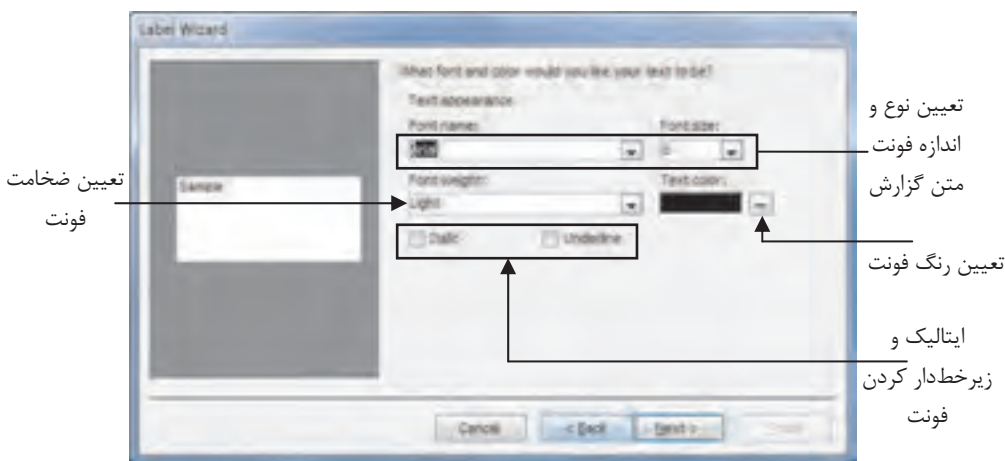 Label Wizard
What font and color would you like your text to be?
Text appearance
Font name:
Font size:
Arial
8
Font weight:
Text color:
Light
Italic
Underline
Sample
Cancel
< Back
Next >
تعیین نوع و
اندازه فونت
متن گزارش
تعیین ضخامت
فونت
تعیین رنگ فونت
ایتالیک و
زیرخط‌دار کردن
فونت